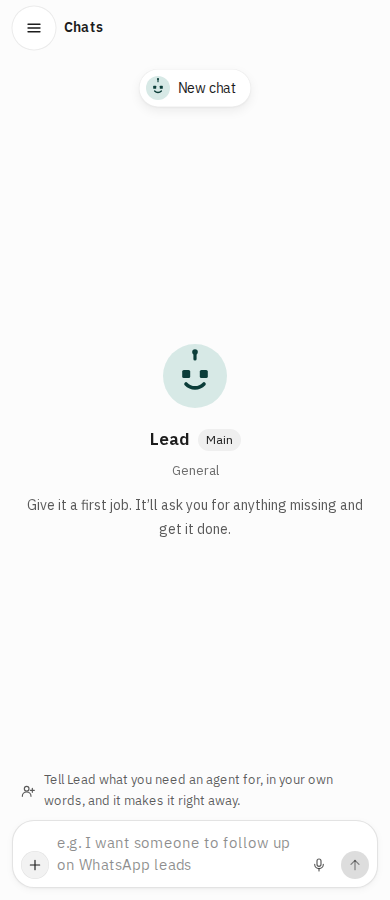 Chats
New chat
Lead
Main
General
Give it a first job. It'll ask you for anything missing and
get it done.
Tell Lead what you need an agent for, in your own
words, and it makes it right away.
e.g. I want someone to follow up
on WhatsApp leads